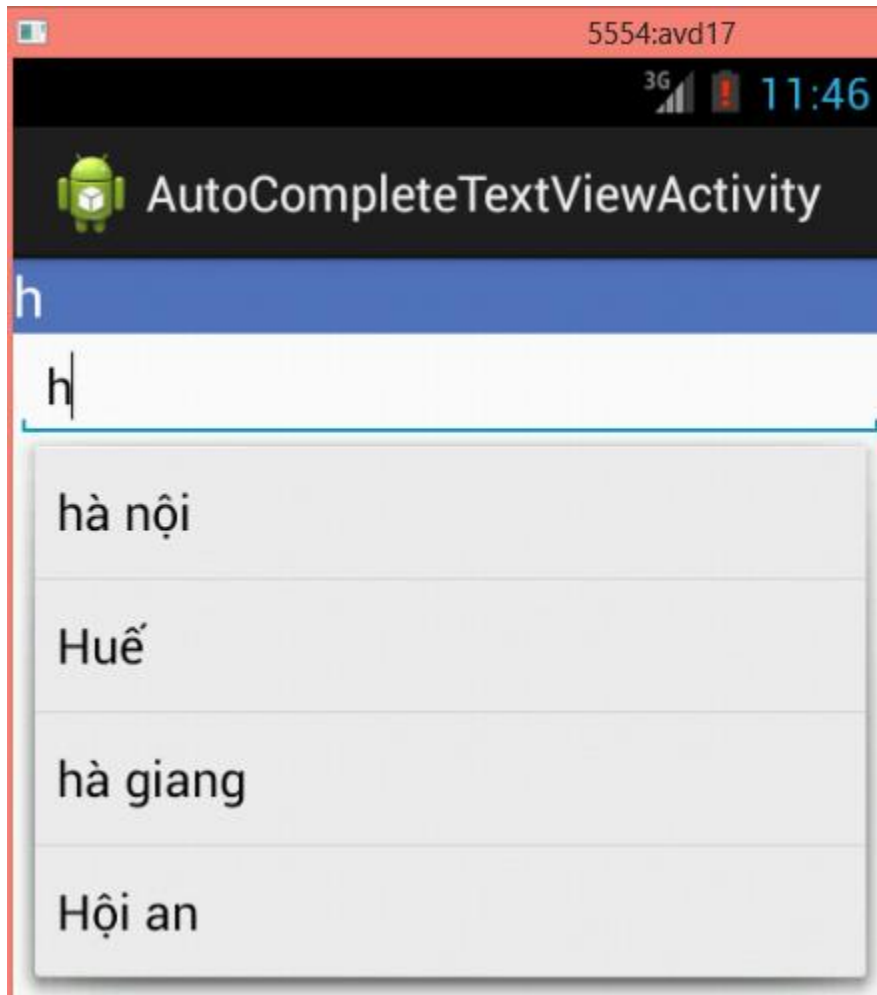 5554:avd17
3G 11:46
AutoCompleteTextViewActivity
h
h
hà nội
Huế
hà giang
Hội an